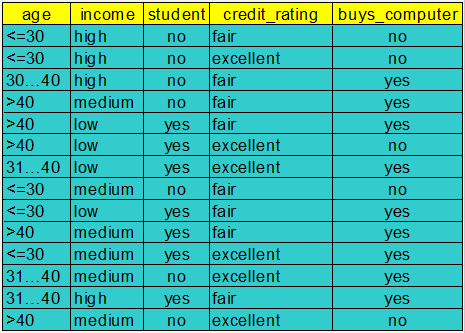 age income student credit_rating buys_computer
<=30 high no fair no
<=30 high no excellent no
30…40 high no fair yes
>40 medium no fair yes
>40 low yes fair yes
>40 low yes excellent no
31…40 low yes excellent yes
<=30 medium no fair no
<=30 low yes fair yes
>40 medium yes fair yes
<=30 medium yes excellent yes
31…40 medium no excellent yes
31…40 high yes fair yes
>40 medium no excellent no